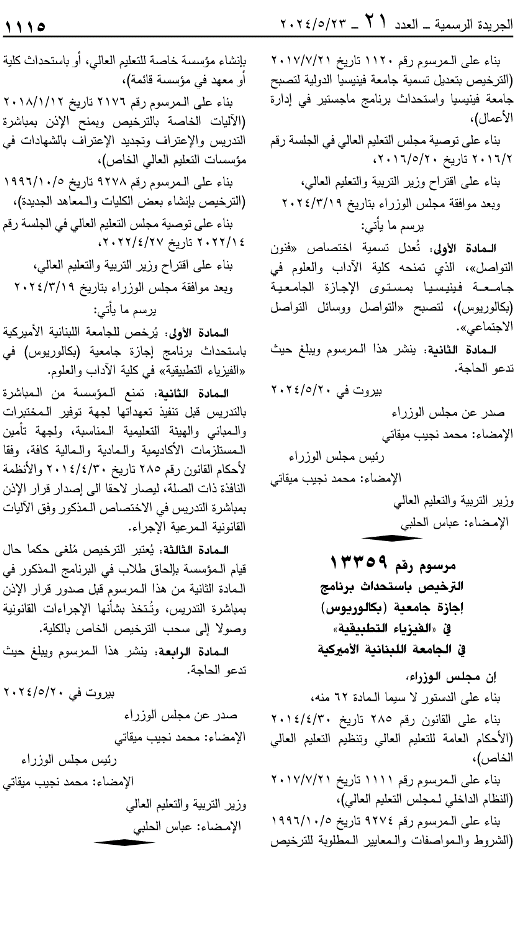 الجريدة الرسمية ــ العدد ٢١ ــ ٢٠٢٤/٥/٢٣
١١١٥
بناء على المرسوم رقم ١١٢٠ تاريخ ٢٠١٧/٧/٢١
(الترخيص بتعديل تسمية جامعة فينيسيا الدولية لتصبح
جامعة فينيسيا واستحداث برنامج ماجستير في إدارة
الأعمال)،
بناء على توصية مجلس التعليم العالي في الجلسة رقم
٢٠١٦/٢ تاريخ ٢٠١٦/٥/٢٠،
بناء على اقتراح وزير التربية والتعليم العالي،
وبعد موافقة مجلس الوزراء بتاريخ ٢٠٢٤/٣/١٩
يرسم ما يأتي:
المادة الأولى: تُعدل تسمية اختصاص «فنون
التواصل»، الذي تمنحه كلية الآداب والعلوم في
جامعة فينيسيا بمستوى الإجازة الجامعية
(بكالوريوس)، لتصبح «التواصل ووسائل التواصل
الاجتماعي».
المادة الثانية: ينشر هذا المرسوم ويبلغ حيث
تدعو الحاجة.
بيروت في ٢٠٢٤/٥/٢٠
صدر عن مجلس الوزراء
الإمضاء: محمد نجيب ميقاتي
رئيس مجلس الوزراء
الإمضاء: محمد نجيب ميقاتي
وزير التربية والتعليم العالي
الإمضاء: عباس الحلبي
مرسوم رقم ١٣٣٥٩
الترخيص باستحداث برنامج
إجازة جامعية (بكالوريوس)
في «الفيزياء التطبيقية»
في الجامعة اللبنانية الأميركية
إن مجلس الوزراء،
بناء على الدستور لا سيما المادة ٦٢ منه،
بناء على القانون رقم ٢٨٥ تاريخ ٢٠١٤/٤/٣٠
(الأحكام العامة للتعليم العالي وتنظيم التعليم العالي
الخاص)،
بناء على المرسوم رقم ١١١١ تاريخ ٢٠١٧/٧/٢١
(النظام الداخلي لمجلس التعليم العالي)،
بناء على المرسوم رقم ٩٢٧٤ تاريخ ١٩٩٦/١٠/٥
(الشروط والمواصفات والمعايير المطلوبة للترخيص
بإنشاء مؤسسة خاصة للتعليم العالي، أو باستحداث كلية
أو معهد في مؤسسة قائمة)،
بناء على المرسوم رقم ٢١٧٦ تاريخ ٢٠١٨/١/١٢
(الآليات الخاصة بالترخيص وبمنح الإذن بمباشرة
التدريس والإعتراف وتجديد الإعتراف بالشهادات في
مؤسسات التعليم العالي الخاص)،
بناء على المرسوم رقم ٩٢٧٨ تاريخ ١٩٩٦/١٠/٥
(الترخيص بإنشاء بعض الكليات والمعاهد الجديدة)،
بناء على توصية مجلس التعليم العالي في الجلسة رقم
٢٠٢٢/١٤ تاريخ ٢٠٢٢/٤/٢٧،
بناء على اقتراح وزير التربية والتعليم العالي،
وبعد موافقة مجلس الوزراء بتاريخ ٢٠٢٤/٣/١٩
يرسم ما يأتي:
المادة الأولى: يُرخص للجامعة اللبنانية الأميركية
باستحداث برنامج إجازة جامعية (بكالوريوس) في
«الفيزياء التطبيقية» في كلية الآداب والعلوم.
المادة الثانية: تمنع المؤسسة من المباشرة
بالتدريس قبل تنفيذ تعهداتها لجهة توفير المختبرات
والمباني والهيئة التعليمية المناسبة، ولجهة تأمين
المستلزمات الأكاديمية والمادية والمالية كافة، وفقا
لأحكام القانون رقم ٢٨٥ تاريخ ٢٠١٤/٤/٣٠ والأنظمة
النافذة ذات الصلة، ليصار لاحقا الى إصدار قرار الإذن
بمباشرة التدريس في الاختصاص المذكور وفق الآليات
القانونية المرعية الإجراء.
المادة الثالثة: يُعتبر الترخيص مُلغى حكما حال
قيام المؤسسة بإلحاق طلاب في البرنامج المذكور في
المادة الثانية من هذا المرسوم قبل صدور قرار الإذن
بمباشرة التدريس، وتُتخذ بشأنها الإجراءات القانونية
وصولا إلى سحب الترخيص الخاص بالكلية.
المادة الرابعة: ينشر هذا المرسوم ويبلغ حيث
تدعو الحاجة.
بيروت في ٢٠٢٤/٥/٢٠
صدر عن مجلس الوزراء
الإمضاء: محمد نجيب ميقاتي
رئيس مجلس الوزراء
الإمضاء: محمد نجيب ميقاتي
وزير التربية والتعليم العالي
الإمضاء: عباس الحلبي